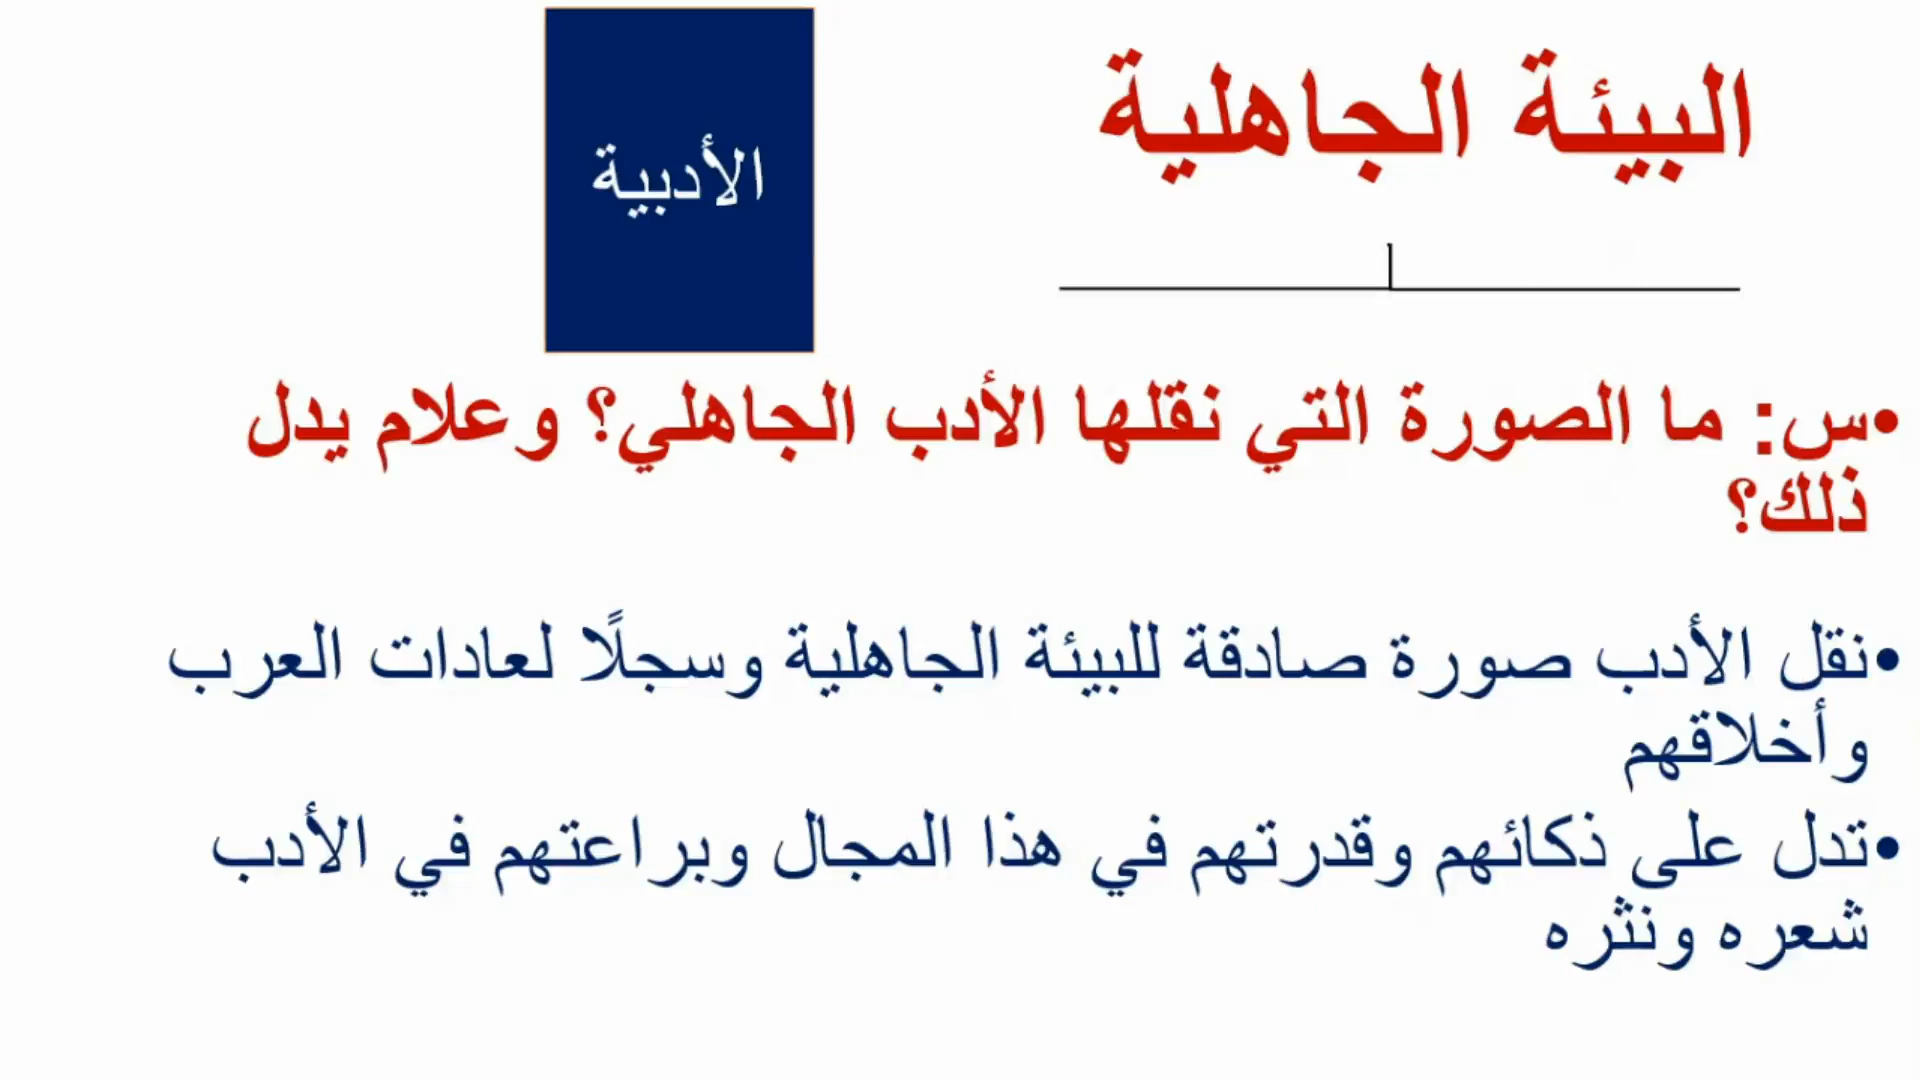 البيئة الجاهلية
الأدبية
•س: ما الصورة التي نقلها الأدب الجاهلي؟ وعلام يدل
ذلك؟
•نقل الأدب صورة صادقة للبيئة الجاهلية وسجلًا لعادات العرب
وأخلاقهم
•تدل على ذكائهم وقدرتهم في هذا المجال وبراعتهم في الأدب
شعره ونثره